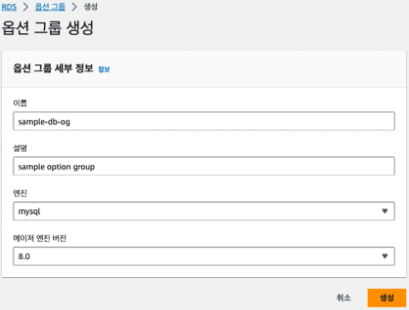 RDS > 옵션 그룹 > 생성
옵션 그룹 생성
옵션 그룹 세부 정보 정보
이름
sample-db-og
설명
sample option group
엔진
mysql
메이저 엔진 버전
8.0
취소 생성